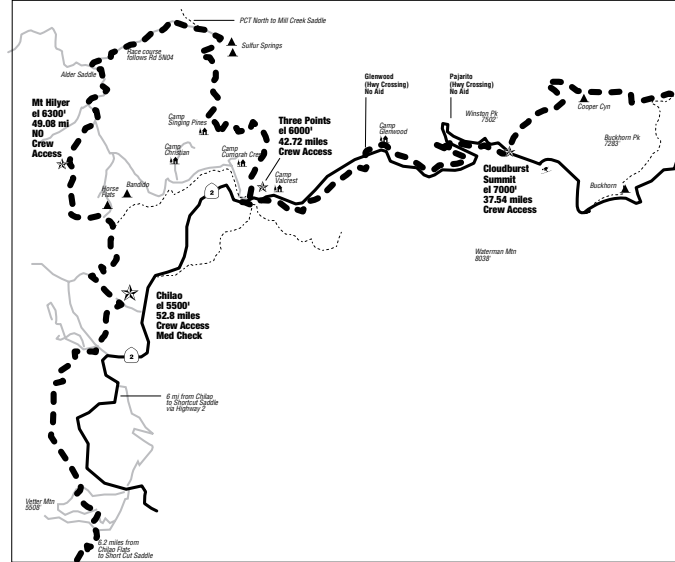 PCT North to Mill Creek Saddle
Sulfur Springs
Race course
follows Rd 5N04
Alder Saddle
Mt Hilyer
el 6300'
49.08 mi
NO
Crew
Access
Camp
Singing Pines
Camp
Christian
Camp
Cumorah Crest
Three Points
el 6000'
42.72 miles
Crew Access
Camp
Valcrest
Glenwood
(Hwy Crossing)
No Aid
Camp
Glenwood
Pajarito
(Hwy Crossing)
No Aid
Winston Pk
7502'
Cooper Cyn
Buckhorn Pk
7283'
Cloudburst
Summit
el 7000'
37.54 miles
Crew Access
Buckhorn
Waterman Mtn
8038'
Horse
Flats
Bandido
2
Chilao
el 5500'
52.8 miles
Crew Access
Med Check
2
6 mi from Chilao
to Shortcut Saddle
via Highway 2
Vetter Mtn
5508'
6.2 miles from
Chilao Flats
to Short Cut Saddle